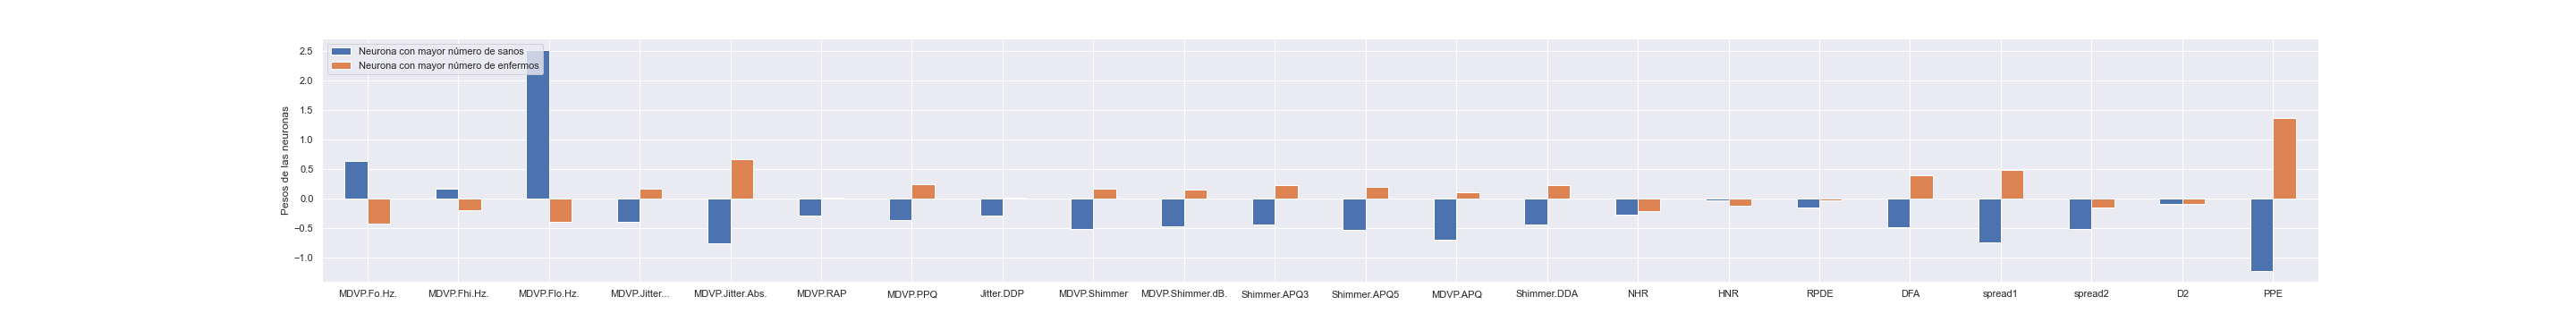 Neurona con mayor número de sanos
Neurona con mayor número de enfermos
Pesos de las neuronas
2.5
2.0
1.5
1.0
0.5
0.0
−0.5
−1.0
MDVP.Fo.Hz. MDVP.Fhi.Hz. MDVP.Flo.Hz. MDVP.Jitter... MDVP.Jitter.Abs. MDVP.RAP MDVP.PPQ Jitter.DDP MDVP.Shimmer MDVP.Shimmer.dB. Shimmer.APQ3 Shimmer.APQ5 MDVP.APQ Shimmer.DDA NHR HNR RPDE DFA spread1 spread2 D2 PPE